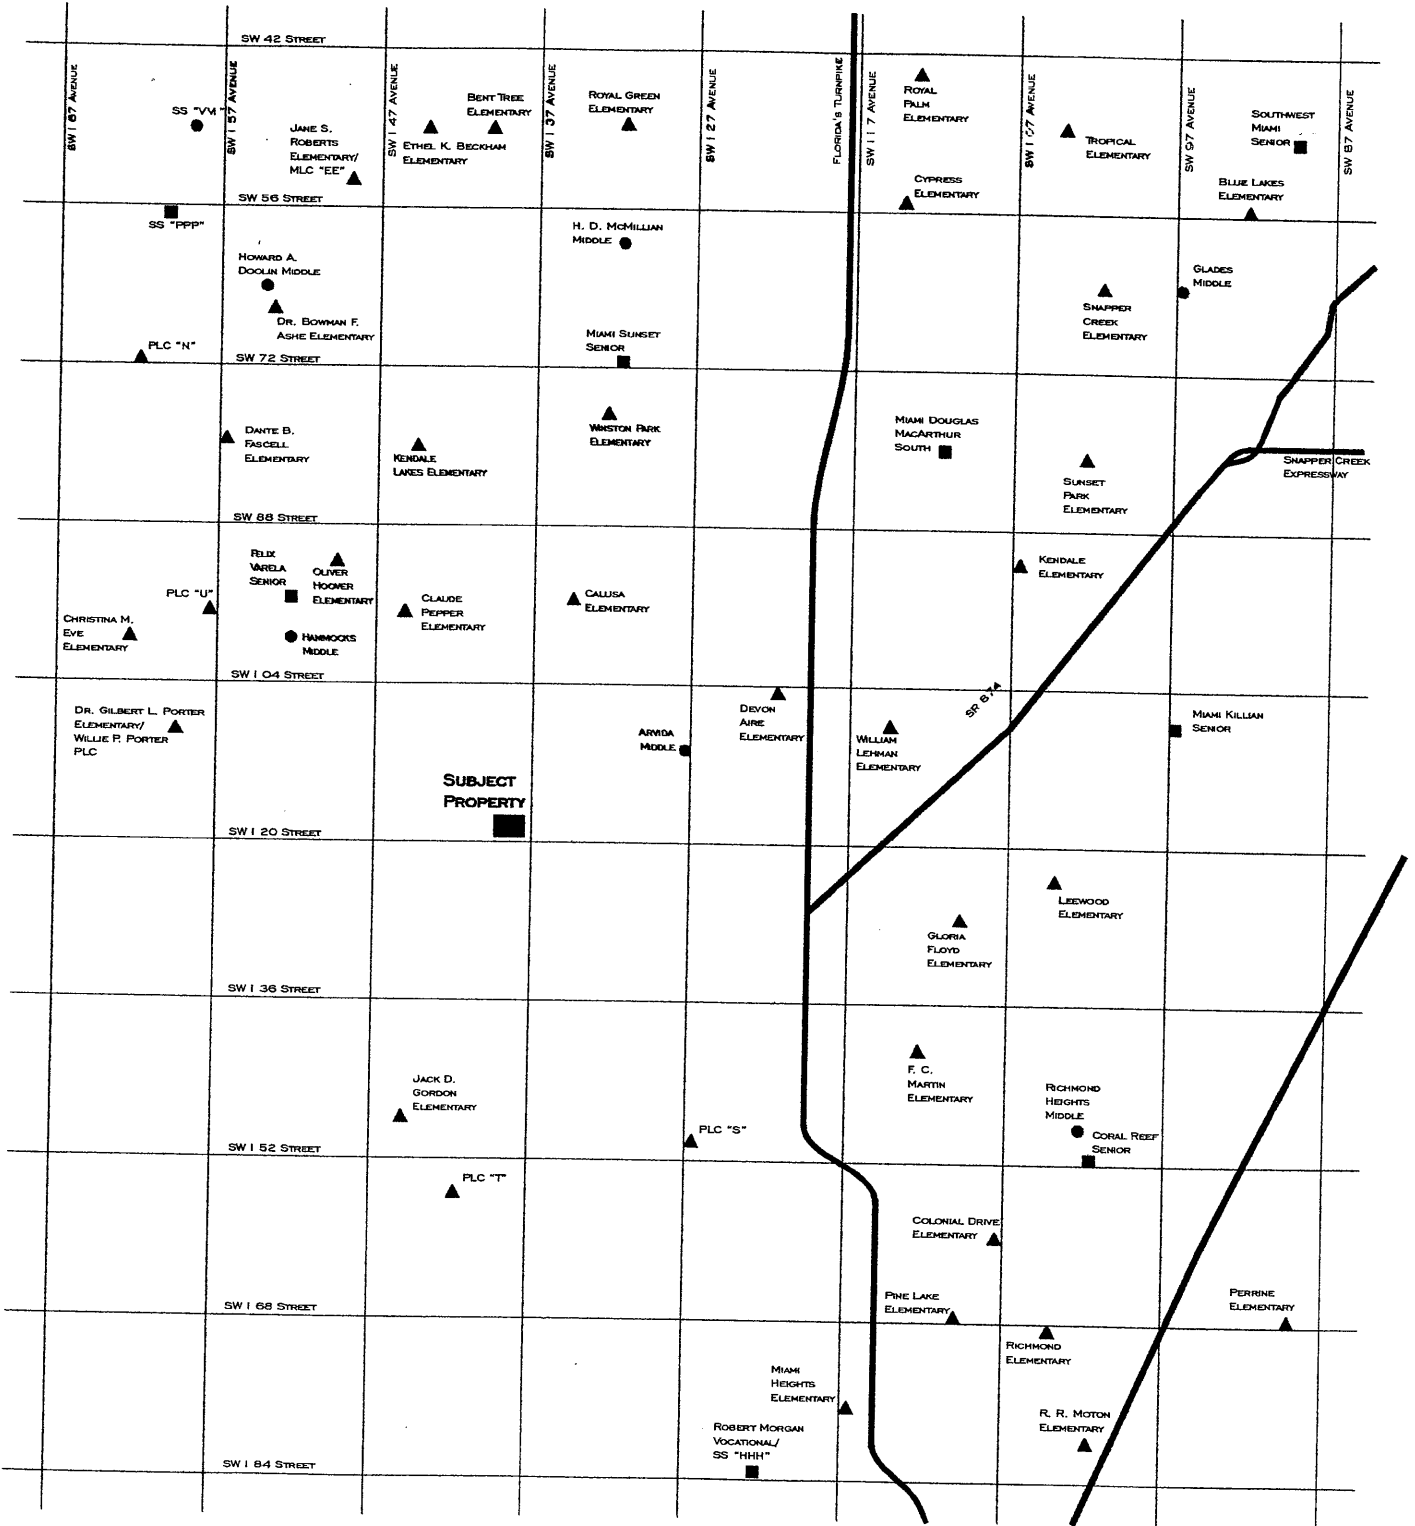 SW 42 STREET
SW 167 AVENUE
SW 157 AVENUE
SW 147 AVENUE
SW 137 AVENUE
SW 127 AVENUE
FLORIDA'S TURNPIKE
SW 117 AVENUE
SW 107 AVENUE
SW 97 AVENUE
SW 87 AVENUE
SS "VV1"
JANE S.
ROBERTS
ELEMENTARY/
MLC "EE"
BENT TREE
ELEMENTARY
ETHEL K. BECKHAM
ELEMENTARY
ROYAL GREEN
ELEMENTARY
ROYAL
PALM
ELEMENTARY
TROPICAL
ELEMENTARY
SOUTHWEST
MIAMI
SENIOR
CYPRESS
ELEMENTARY
BLUE LAKES
ELEMENTARY
SW 56 STREET
SS "PPP"
HOWARD A.
DOOLIN MIDDLE
DR. BOWMAN F.
ASHE ELEMENTARY
H. D. MCMILLIAN
MIDDLE
GLADES
MIDDLE
SNAPPER
CREEK
ELEMENTARY
MIAMI SUNSET
SENIOR
PLC "N"
SW 72 STREET
DANTE B.
FASCELL
ELEMENTARY
KENDALE
LAKES ELEMENTARY
WINSTON PARK
ELEMENTARY
MIAMI DOUGLAS
MACARTHUR
SOUTH
SUNSET
PARK
ELEMENTARY
SNAPPER CREEK
EXPRESSWAY
SW 88 STREET
FELIX
VARELA
SENIOR
OLIVER
HOOVER
ELEMENTARY
PLC "U"
CHRISTINA M.
EVE
ELEMENTARY
HAMMOCKS
MIDDLE
CLAUDE
PEPPER
ELEMENTARY
CALUSA
ELEMENTARY
KENDALE
ELEMENTARY
SW 104 STREET
DR. GILBERT L. PORTER
ELEMENTARY/
WILLIE P. PORTER
PLC
ARVIDA
MIDDLE
DEVON
AIRE
ELEMENTARY
WILLIAM
LEHMAN
ELEMENTARY
SR 874
MIAMI KILLIAN
SENIOR
SUBJECT
PROPERTY
SW 120 STREET
LEEWOOD
ELEMENTARY
GLORIA
FLOYD
ELEMENTARY
SW 136 STREET
JACK D.
GORDON
ELEMENTARY
F. C.
MARTIN
ELEMENTARY
RICHMOND
HEIGHTS
MIDDLE
CORAL REEF
SENIOR
PLC "S"
SW 152 STREET
PLC "T"
COLONIAL DRIVE
ELEMENTARY
PINE LAKE
ELEMENTARY
PERRINE
ELEMENTARY
SW 168 STREET
RICHMOND
ELEMENTARY
MIAMI
HEIGHTS
ELEMENTARY
R. R. MOTON
ELEMENTARY
ROBERT MORGAN
VOCATIONAL/
SS "HHH"
SW 184 STREET